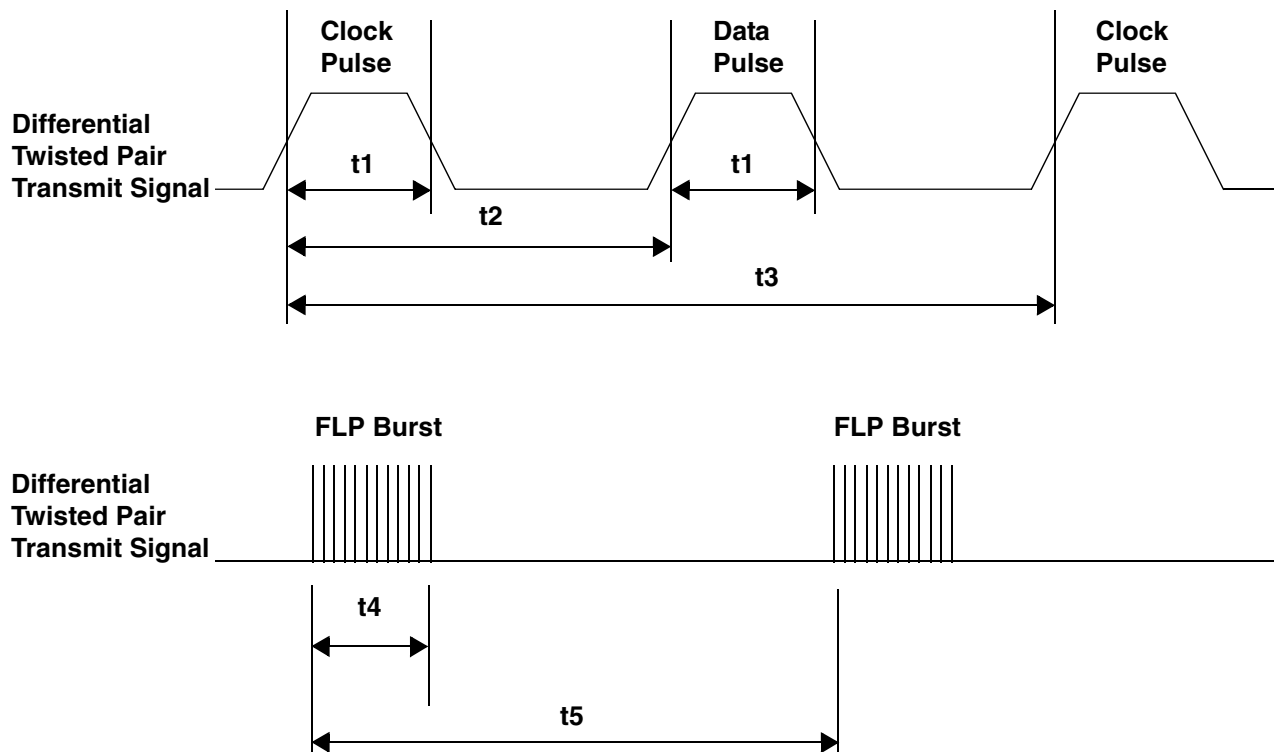 Clock
Pulse
Data
Pulse
Clock
Pulse
Differential
Twisted Pair
Transmit Signal
t1
t1
t2
t3
FLP Burst
FLP Burst
Differential
Twisted Pair
Transmit Signal
t4
t5